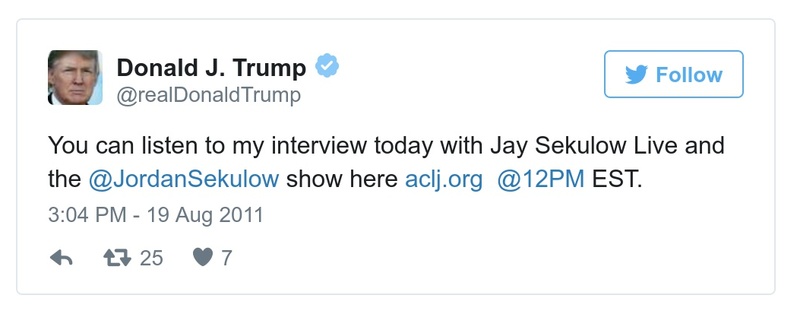 Donald J. Trump
@realDonaldTrump
Follow
You can listen to my interview today with Jay Sekulow Live and
the @JordanSekulow show here aclj.org @12PM EST.
3:04 PM - 19 Aug 2011
25 7